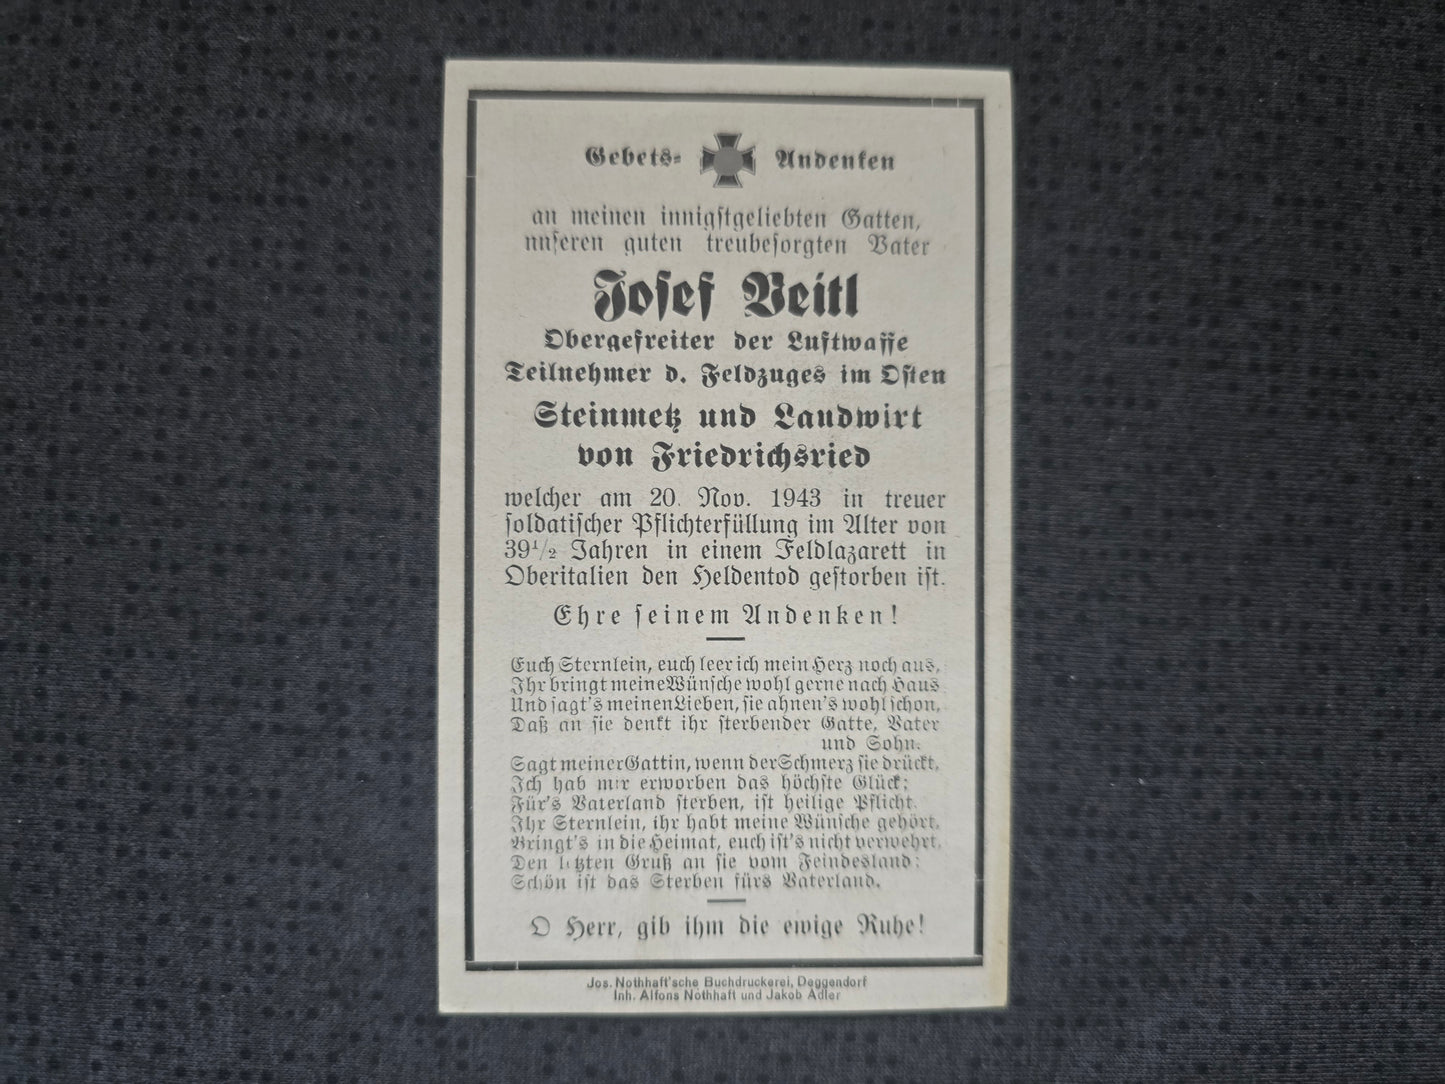 Gebets- Andenken
an meinen innigstgeliebten Gatten,
unseren guten treubesorgten Vater
Josef Veitl
Obergefreiter der Luftwaffe
Teilnehmer d. Feldzuges im Osten
Steinmetz und Landwirt
von Friedrichsried
welcher am 20. Nov. 1943 in treuer
soldatischer Pflichterfüllung im Alter von
39 1/2 Jahren in einem Feldlazarett in
Oberitalien den Heldentod gestorben ist.
Ehre seinem Andenken!
Euch Sternlein, euch leer ich mein Herz noch aus,
Ihr bringt meine Wünsche wohl gerne nach Haus
Und sagt's meinen Lieben, sie ahnen's wohl schon,
Daß an sie denkt ihr sterbender Gatte, Vater
und Sohn.
Sagt meiner Gattin, wenn der Schmerz sie drückt,
Ich hab mir erworben das höchste Glück;
Für's Vaterland sterben, ist heilige Pflicht.
Ihr Sternlein, ihr habt meine Wünsche gehört,
Bringt's in die Heimat, euch ist's nicht verwehrt,
Den letzten Gruß an sie vom Feindesland:
Schön ist das Sterben fürs Vaterland.
O Herr, gib ihm die ewige Ruhe!
Jos. Nothhaft'sche Buchdruckerei, Deggendorf
Inh. Alfons Nothhaft und Jakob Adler